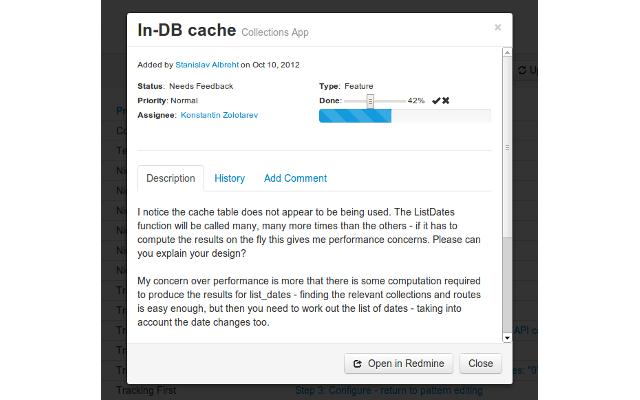 In-DB cache Collections App ×
Added by Stanislav Albreht on Oct 10, 2012
Status: Needs Feedback
Type: Feature
Priority: Normal
Done: 42%
Assignee: Konstantin Zolotarev
Description History Add Comment
I notice the cache table does not appear to be being used. The ListDates
function will be called many, many more times than the others - if it has to
compute the results on the fly this gives me performance concerns. Please can
you explain your design?
My concern over performance is more that there is some computation required
to produce the results for list_dates - finding the relevant collections and routes
is easy enough, but then you need to work out the list of dates - taking into
account the date changes too.
Open in Redmine Close
Tracking First Step 3: Configure - return to pattern editing